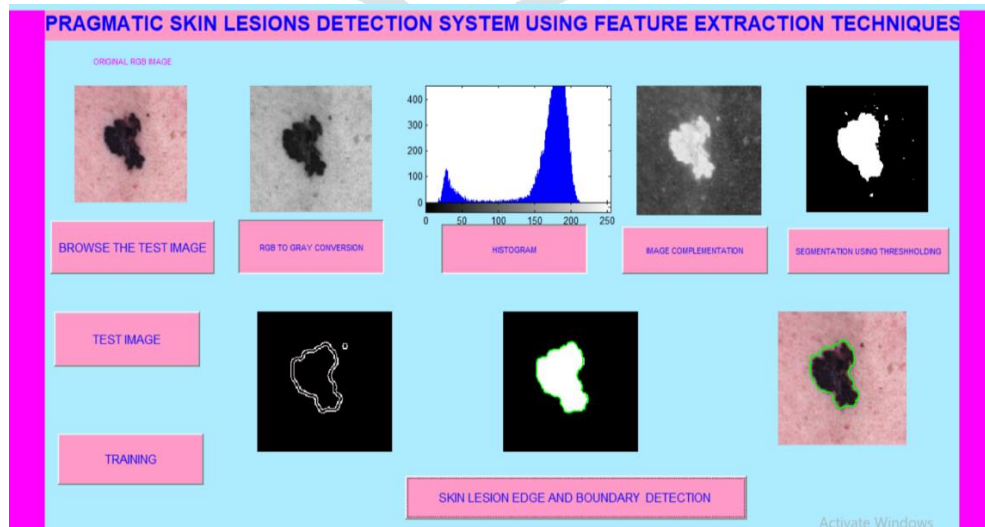 PRAGMATIC SKIN LESIONS DETECTION SYSTEM USING FEATURE EXTRACTION TECHNIQUES
ORIGINAL RGB IMAGE
400
300
200
100
0
0 50 100 150 200 250
BROWSE THE TEST IMAGE
RGB TO GRAY CONVERSION
HISTOGRAM
IMAGE COMPLEMENTATION
SEGMENTATION USING THRESHHOLDING
TEST IMAGE
TRAINING
SKIN LESION EDGE AND BOUNDARY DETECTION
Activate Windows